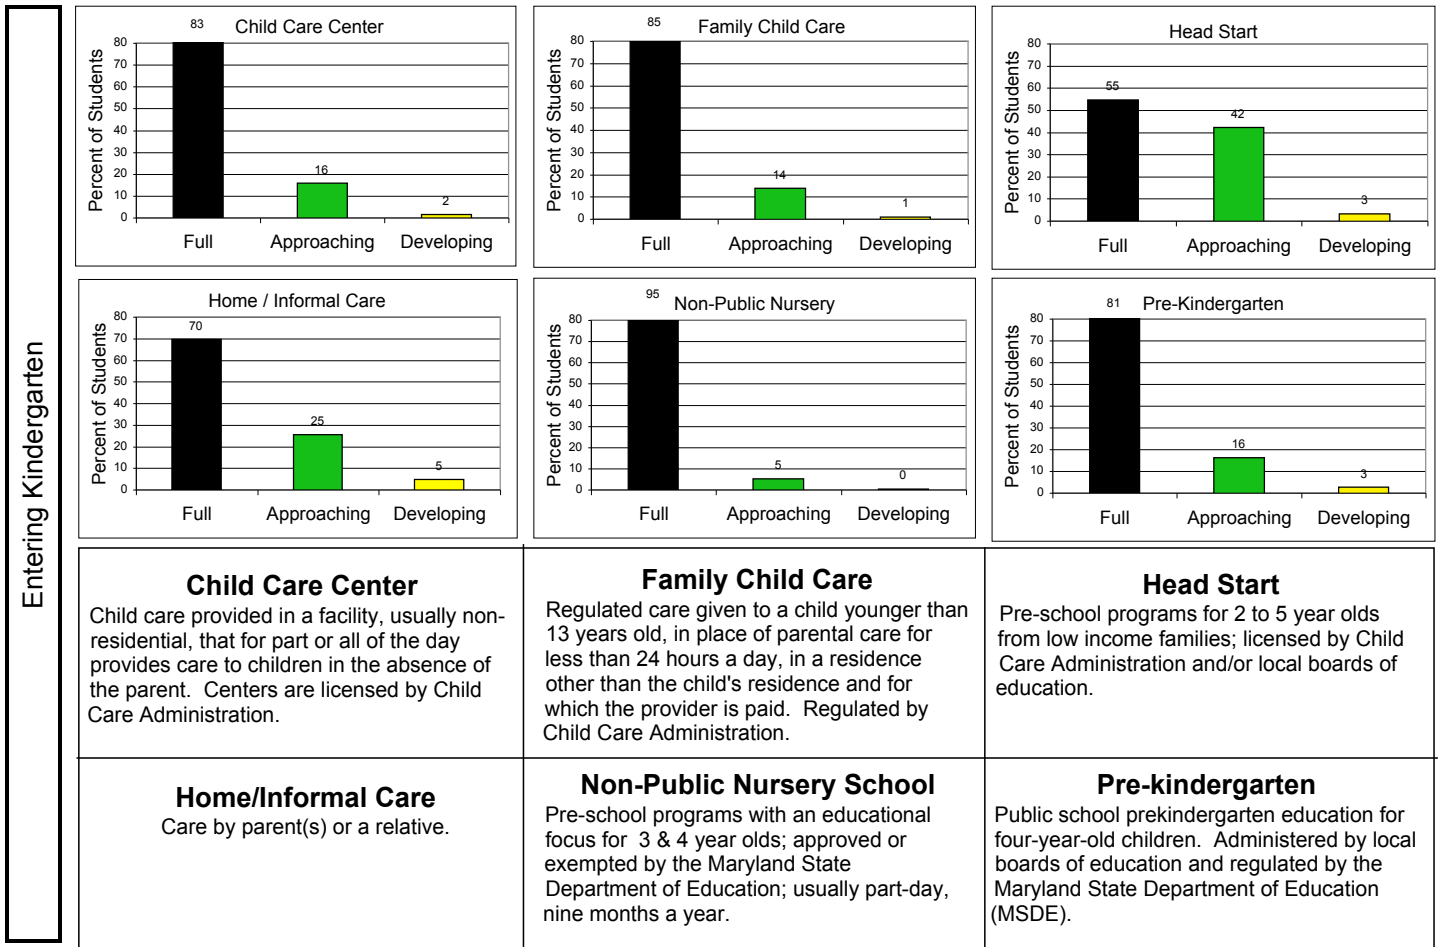 Entering Kindergarten
83
Child Care Center
Percent of Students
80
70
60
50
40
30
20
10
0
16
2
Full Approaching Developing
85
Family Child Care
Percent of Students
80
70
60
50
40
30
20
10
0
14
1
Full Approaching Developing
Head Start
Percent of Students
80
70
60
50
40
30
20
10
0
55
42
3
Full Approaching Developing
Home / Informal Care
Percent of Students
80
70
60
50
40
30
20
10
0
70
25
5
Full Approaching Developing
95
Non-Public Nursery
Percent of Students
80
70
60
50
40
30
20
10
0
5
0
Full Approaching Developing
81
Pre-Kindergarten
Percent of Students
80
70
60
50
40
30
20
10
0
16
3
Full Approaching Developing
Child Care Center
Child care provided in a facility, usually non-
residential, that for part or all of the day
provides care to children in the absence of
the parent. Centers are licensed by Child
Care Administration.
Family Child Care
Regulated care given to a child younger than
13 years old, in place of parental care for
less than 24 hours a day, in a residence
other than the child's residence and for
which the provider is paid. Regulated by
Child Care Administration.
Head Start
Pre-school programs for 2 to 5 year olds
from low income families; licensed by Child
Care Administration and/or local boards of
education.
Home/Informal Care
Care by parent(s) or a relative.
Non-Public Nursery School
Pre-school programs with an educational
focus for 3 & 4 year olds; approved or
exempted by the Maryland State
Department of Education; usually part-day,
nine months a year.
Pre-kindergarten
Public school prekindergarten education for
four-year-old children. Administered by local
boards of education and regulated by the
Maryland State Department of Education
(MSDE).